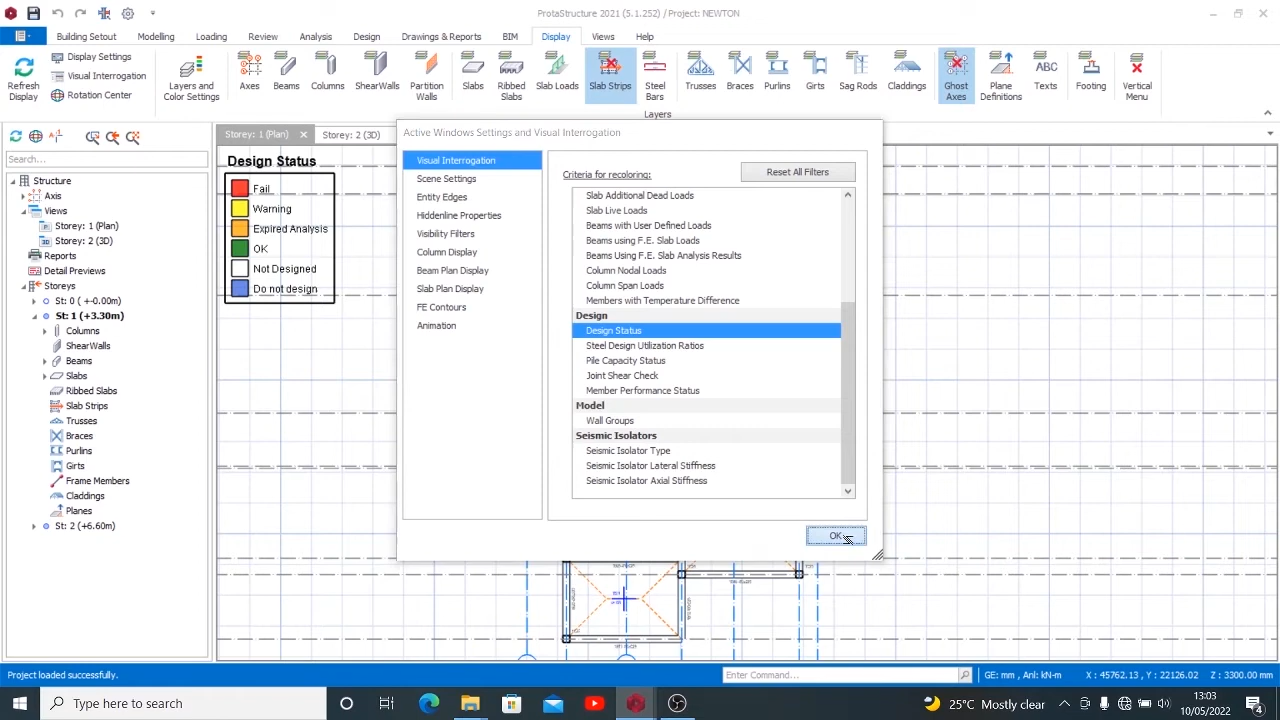 ProtaStructure 2021 (5.1.252) / Project: NEWTON
Building Setout Modelling Loading Review Analysis Design Drawings & Reports BIM Display Views Help
Refresh Display
Display Settings
Visual Interrogation
Rotation Center
Layers and Color Settings
Axes
Beams
Columns
ShearWalls
Partition Walls
Slabs
Ribbed Slabs
Slab Loads
Slab Strips
Steel Bars
Trusses
Braces
Purlins
Girts
Sag Rods
Claddings
Ghost Axes
Plane Definitions
ABC
Texts
Footing
Vertical Menu
Layers
Search...
Structure
Axis
Views
Storey: 1 (Plan)
Storey: 2 (3D)
Reports
Detail Previews
Storeys
St: 0 ( +-0.00m)
St: 1 (+3.30m)
Columns
ShearWalls
Beams
Slabs
Ribbed Slabs
Slab Strips
Trusses
Braces
Purlins
Girts
Frame Members
Claddings
Planes
St: 2 (+6.60m)
Storey: 1 (Plan)
Storey: 2 (3D)
Design Status
Fail
Warning
Expired Analysis
OK
Not Designed
Do not design
Active Windows Settings and Visual Interrogation
Visual Interrogation
Scene Settings
Entity Edges
Hiddenline Properties
Visibility Filters
Column Display
Beam Plan Display
Slab Plan Display
FE Contours
Animation
Criteria for recoloring:
Reset All Filters
Slab Additional Dead Loads
Slab Live Loads
Beams with User Defined Loads
Beams using F.E. Slab Loads
Beams Using F.E. Slab Analysis Results
Column Nodal Loads
Column Span Loads
Members with Temperature Difference
Design
Design Status
Steel Design Utilization Ratios
Pile Capacity Status
Joint Shear Check
Member Performance Status
Model
Wall Groups
Seismic Isolators
Seismic Isolator Type
Seismic Isolator Lateral Stiffness
Seismic Isolator Axial Stiffness
OK
Project loaded successfully.
Enter Command...
GE: mm , Anl: kN-m
X : 45762.13 , Y : 22126.02
Z : 3300.00 mm
Type here to search
25°C Mostly clear
13:03
10/05/2022